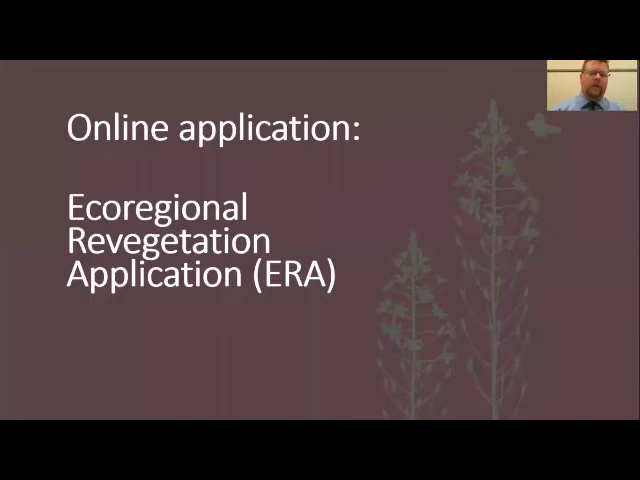 Online application:
Ecoregional
Revegetation
Application (ERA)